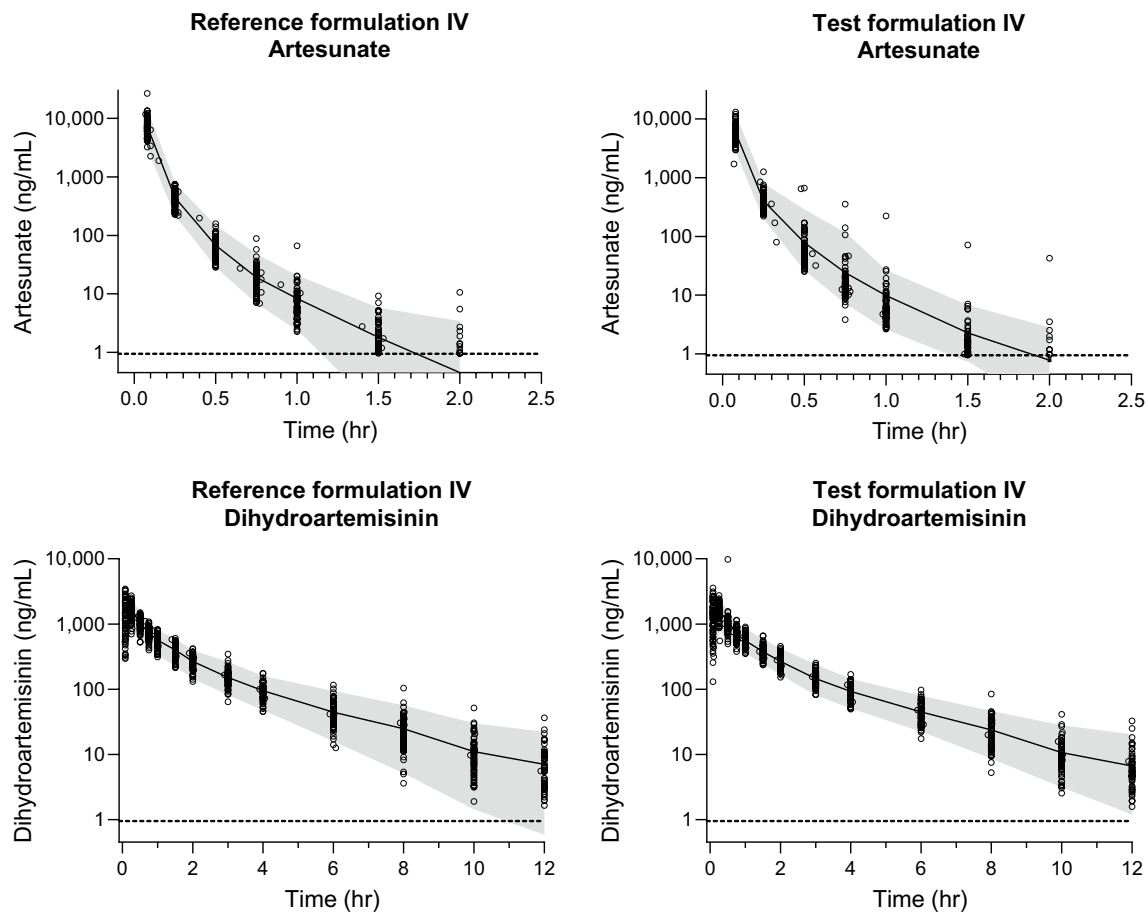 Reference formulation IV
Artesunate
Artesunate (ng/mL)
10,000
1,000
100
10
1
0.0 0.5 1.0 1.5 2.0 2.5
Time (hr)
Test formulation IV
Artesunate
Artesunate (ng/mL)
10,000
1,000
100
10
1
0.0 0.5 1.0 1.5 2.0 2.5
Time (hr)
Reference formulation IV
Dihydroartemisinin
Dihydroartemisinin (ng/mL)
10,000
1,000
100
10
1
0 2 4 6 8 10 12
Time (hr)
Test formulation IV
Dihydroartemisinin
Dihydroartemisinin (ng/mL)
10,000
1,000
100
10
1
0 2 4 6 8 10 12
Time (hr)